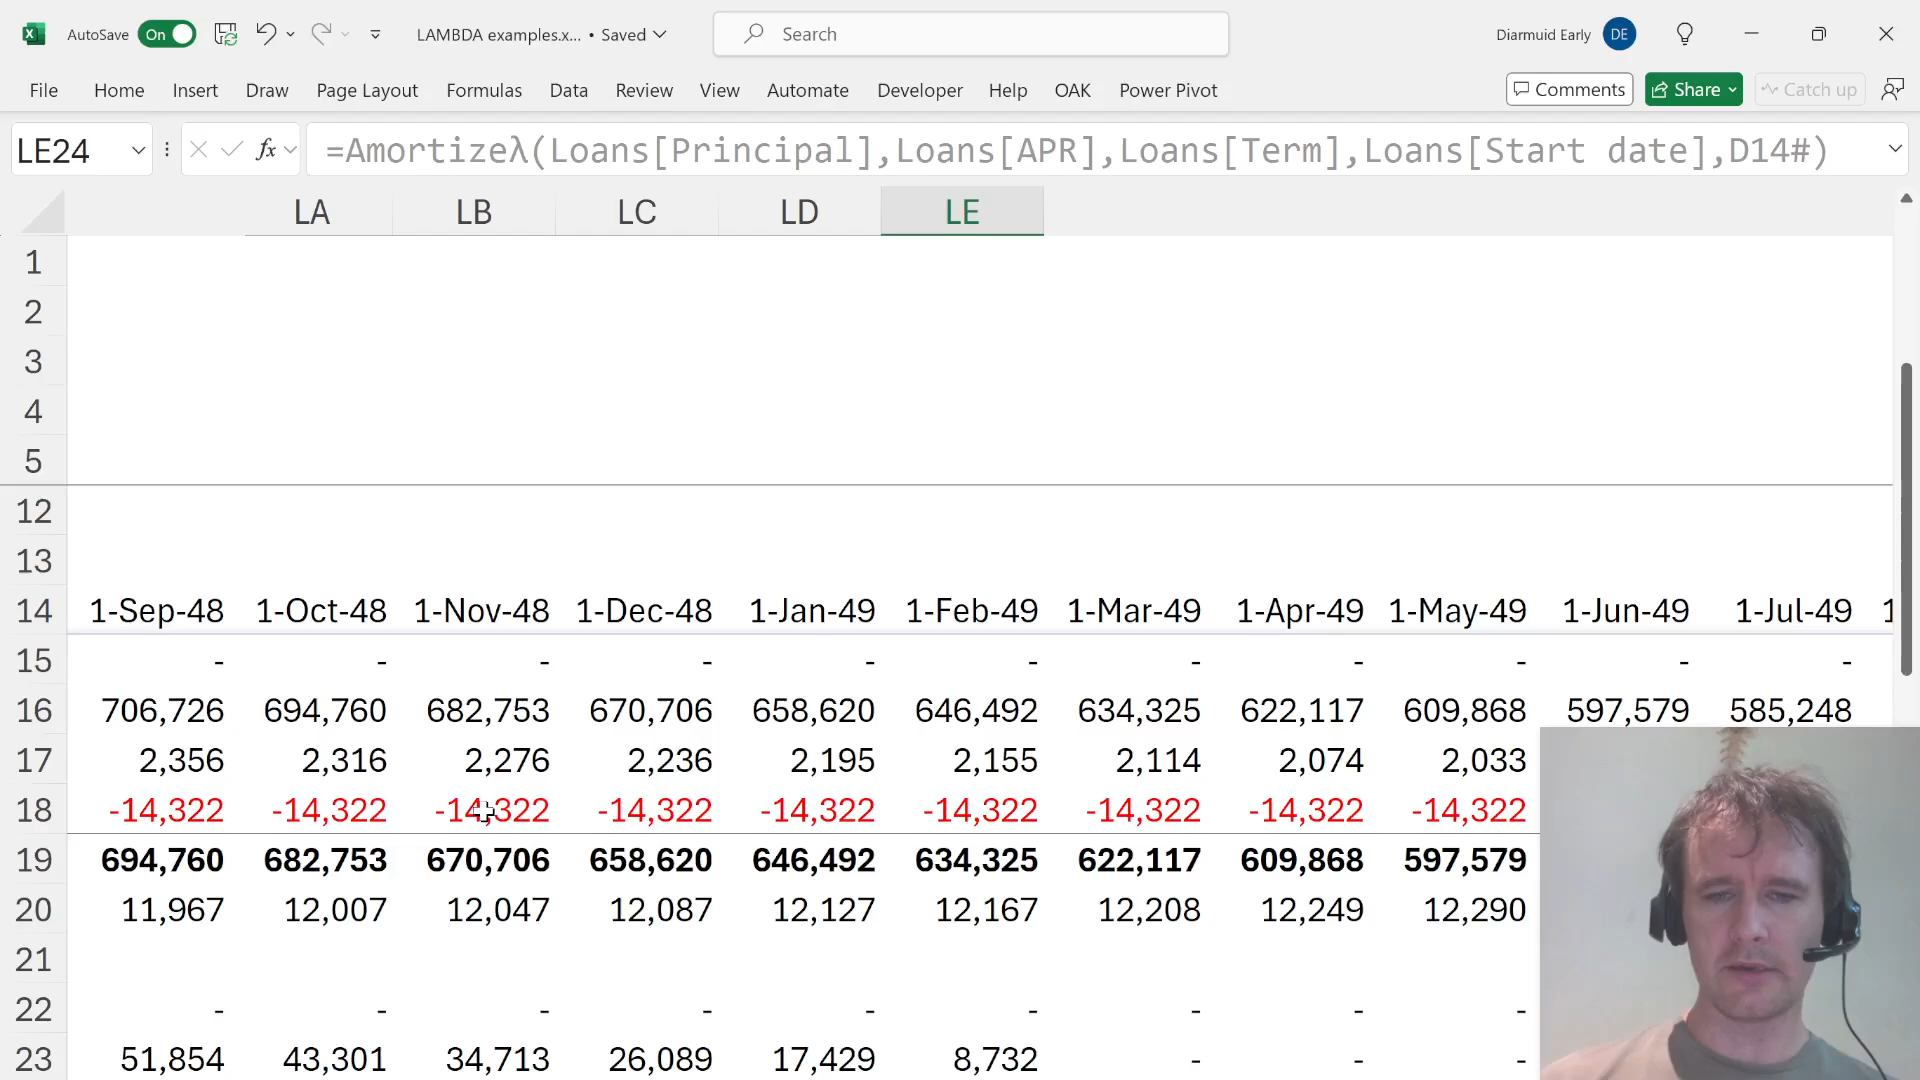 AutoSave On LAMBDA examples.x... • Saved Search Diarmuid Early DE
File Home Insert Draw Page Layout Formulas Data Review View Automate Developer Help OAK Power Pivot Comments Share Catch up
LE24 fx =Amortizeλ(Loans[Principal],Loans[APR],Loans[Term],Loans[Start date],D14#)
LA LB LC LD LE
1
2
3
4
5
12
13
14 1-Sep-48 1-Oct-48 1-Nov-48 1-Dec-48 1-Jan-49 1-Feb-49 1-Mar-49 1-Apr-49 1-May-49 1-Jun-49 1-Jul-49 1
15 - - - - - - - - - - -
16 706,726 694,760 682,753 670,706 658,620 646,492 634,325 622,117 609,868 597,579 585,248
17 2,356 2,316 2,276 2,236 2,195 2,155 2,114 2,074 2,033
18 -14,322 -14,322 -14,322 -14,322 -14,322 -14,322 -14,322 -14,322 -14,322
19 694,760 682,753 670,706 658,620 646,492 634,325 622,117 609,868 597,579
20 11,967 12,007 12,047 12,087 12,127 12,167 12,208 12,249 12,290
21
22 - - - - - - - - -
23 51,854 43,301 34,713 26,089 17,429 8,732 - - -